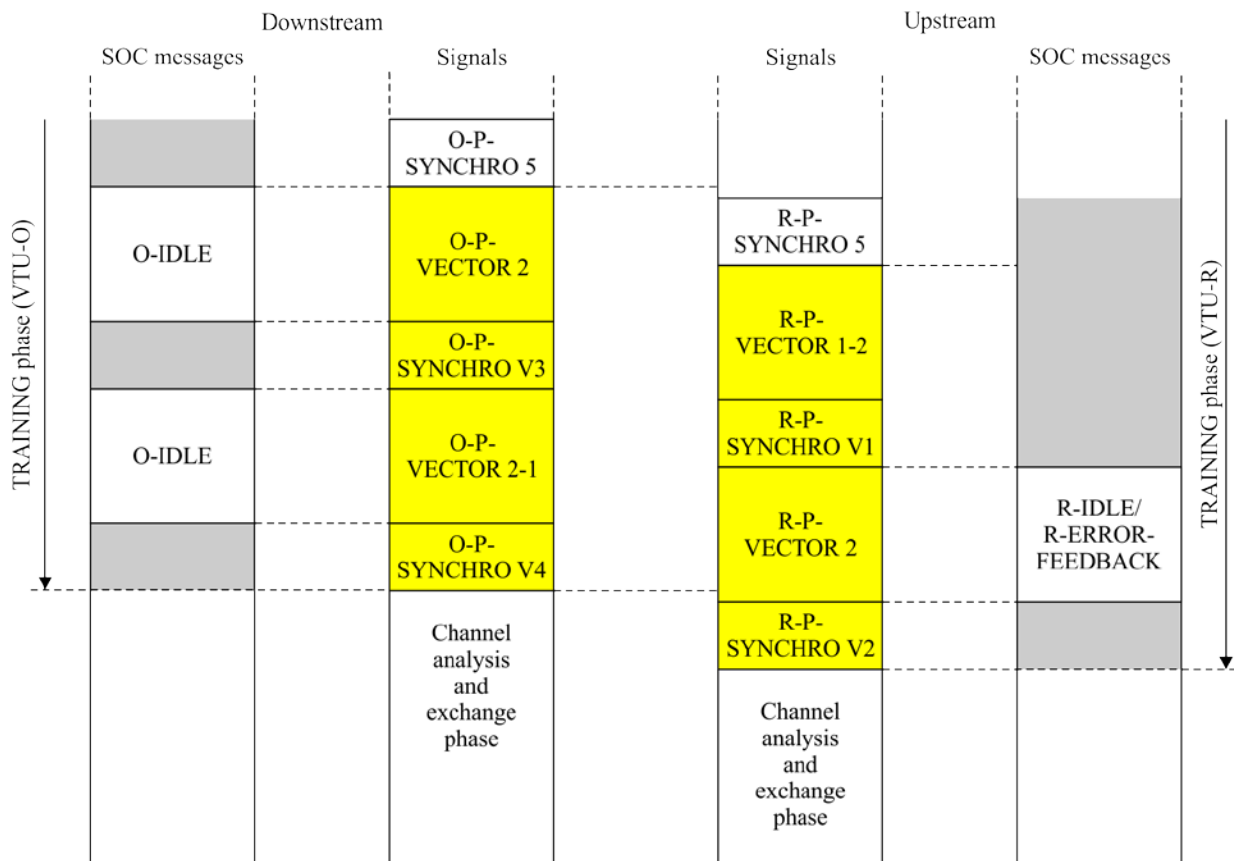 Downstream
Upstream
SOC messages
Signals
Signals
SOC messages
TRAINING phase (VTU-O)
O-P-
SYNCHRO 5
O-IDLE
O-P-
VECTOR 2
O-P-
SYNCHRO V3
O-IDLE
O-P-
VECTOR 2-1
O-P-
SYNCHRO V4
Channel
analysis
and
exchange
phase
R-P-
SYNCHRO 5
R-P-
VECTOR 1-2
R-P-
SYNCHRO V1
R-P-
VECTOR 2
R-IDLE/
R-ERROR-
FEEDBACK
R-P-
SYNCHRO V2
Channel
analysis
and
exchange
phase
TRAINING phase (VTU-R)